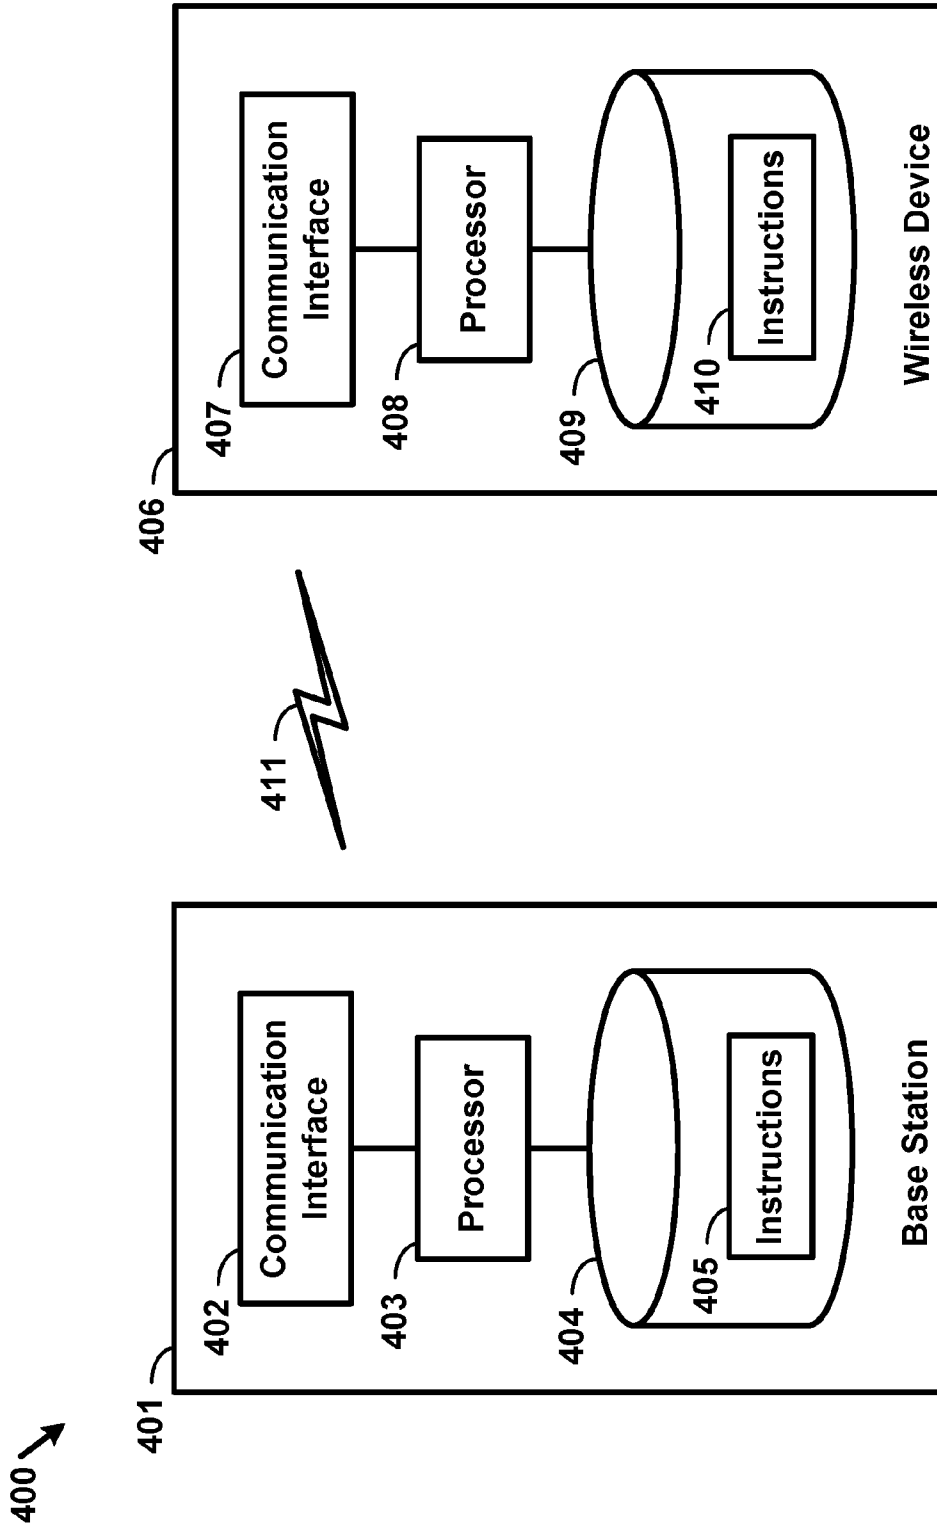 400
401
402
Communication
Interface
403
Processor
404
405
Instructions
Base Station
411
406
407
Communication
Interface
408
Processor
409
410
Instructions
Wireless Device